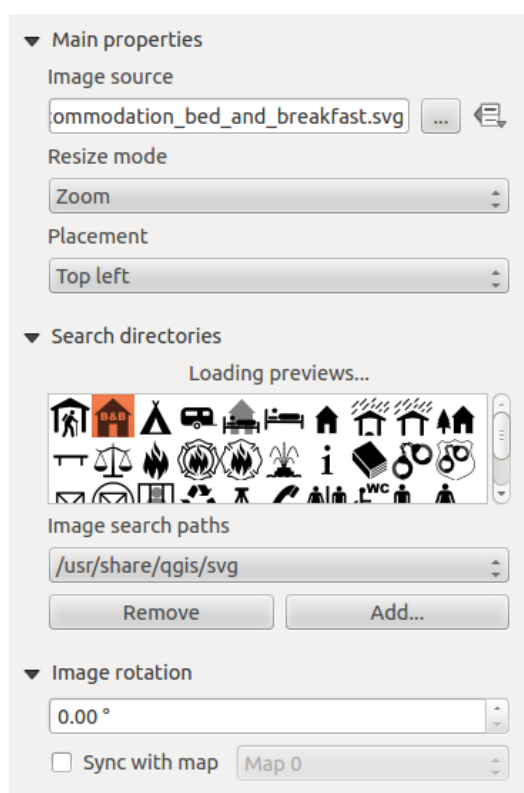 Main properties
Image source
ommodation_bed_and_breakfast.svg ...
Resize mode
Zoom
Placement
Top left
Search directories
Loading previews...
B&B
i
WC
Image search paths
/usr/share/qgis/svg
Remove Add...
Image rotation
0.00 °
Sync with map Map 0